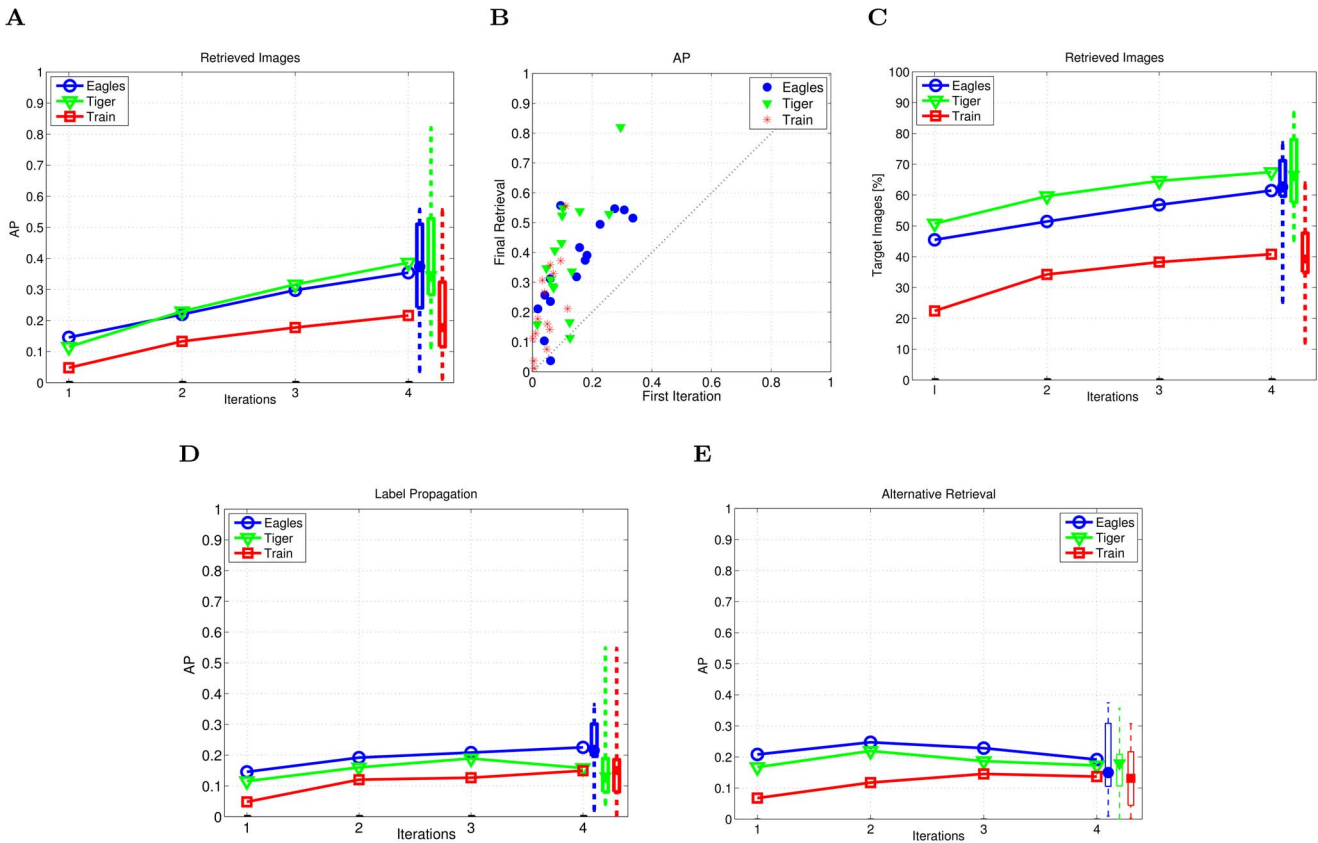 A
Retrieved Images
1
0.9
0.8
0.7
0.6
0.5
0.4
0.3
0.2
0.1
0
AP
Eagles
Tiger
Train
1 2 3 4
Iterations
B
AP
1
0.9
0.8
0.7
0.6
0.5
0.4
0.3
0.2
0.1
0
Final Retrieval
Eagles
Tiger
Train
0 0.2 0.4 0.6 0.8 1
First Iteration
C
Retrieved Images
100
90
80
70
60
50
40
30
20
10
0
Target Images [%]
Eagles
Tiger
Train
I 2 3 4
Iterations
D
Label Propagation
1
0.9
0.8
0.7
0.6
0.5
0.4
0.3
0.2
0.1
0
AP
Eagles
Tiger
Train
1 2 3 4
Iterations
E
Alternative Retrieval
1
0.9
0.8
0.7
0.6
0.5
0.4
0.3
0.2
0.1
0
AP
Eagles
Tiger
Train
1 2 3 4
Iterations